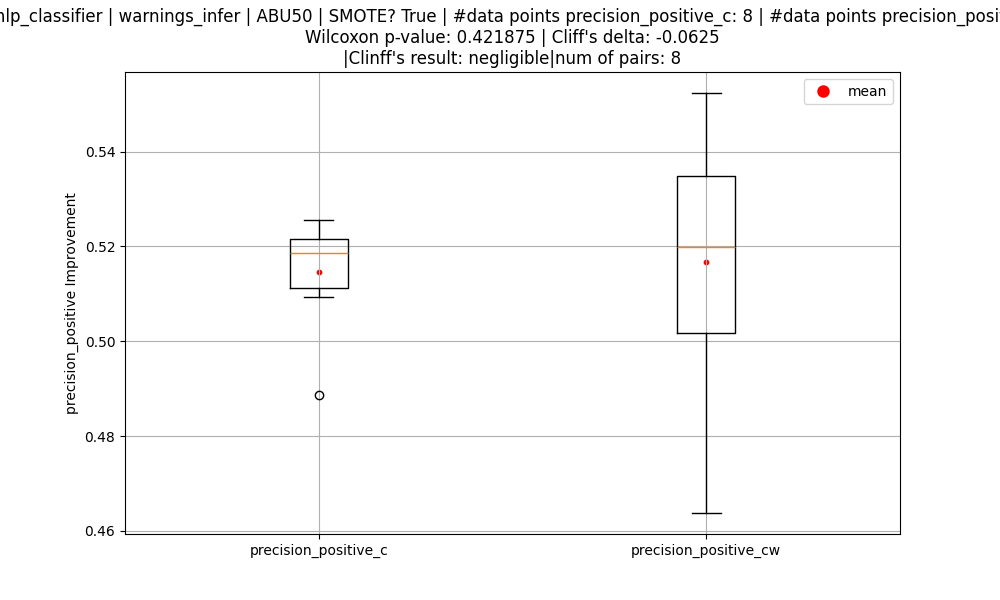 nlp_classifier | warnings_infer | ABU50 | SMOTE? True | #data points precision_positive_c: 8 | #data points precision_posi
Wilcoxon p-value: 0.421875 | Cliff's delta: -0.0625
|Clinff's result: negligible|num of pairs: 8
mean
0.54
0.52
0.50
0.48
0.46
precision_positive Improvement
precision_positive_c
precision_positive_cw